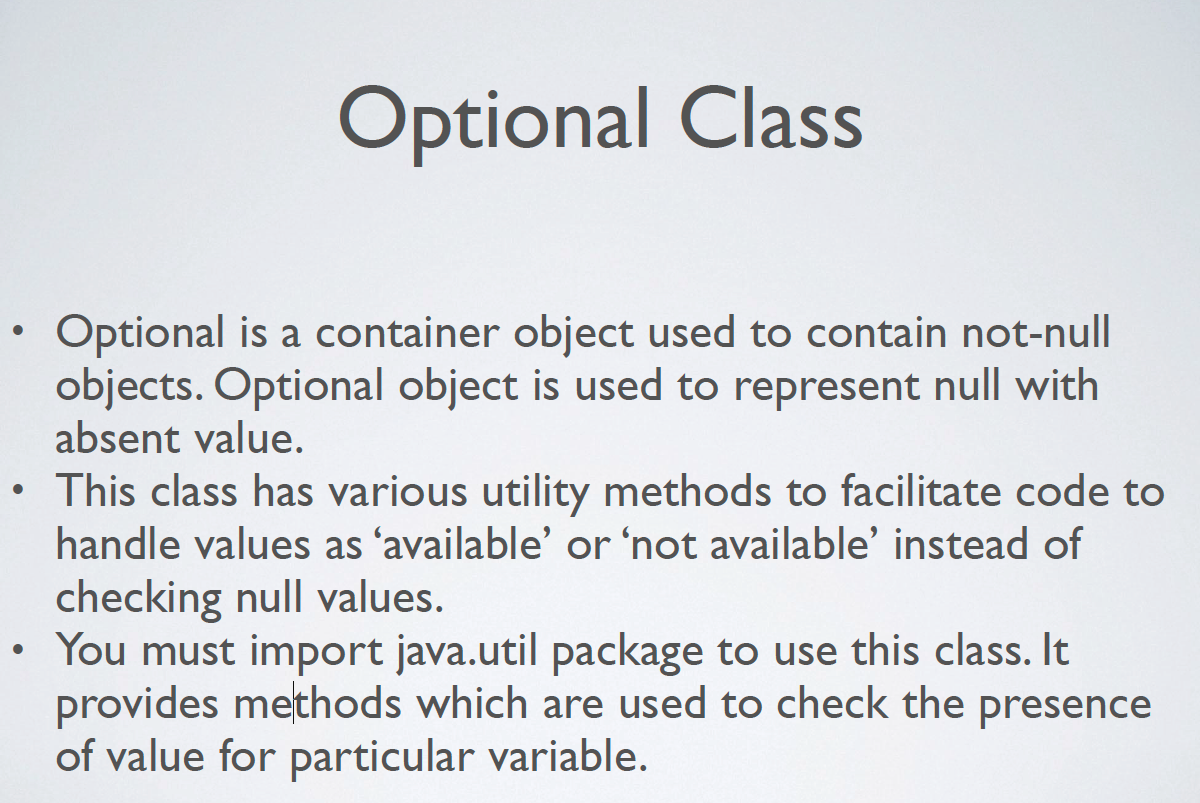 Optional Class
• Optional is a container object used to contain not-null
objects. Optional object is used to represent null with
absent value.
• This class has various utility methods to facilitate code to
handle values as ‘available’ or ‘not available’ instead of
checking null values.
• You must import java.util package to use this class. It
provides methods which are used to check the presence
of value for particular variable.